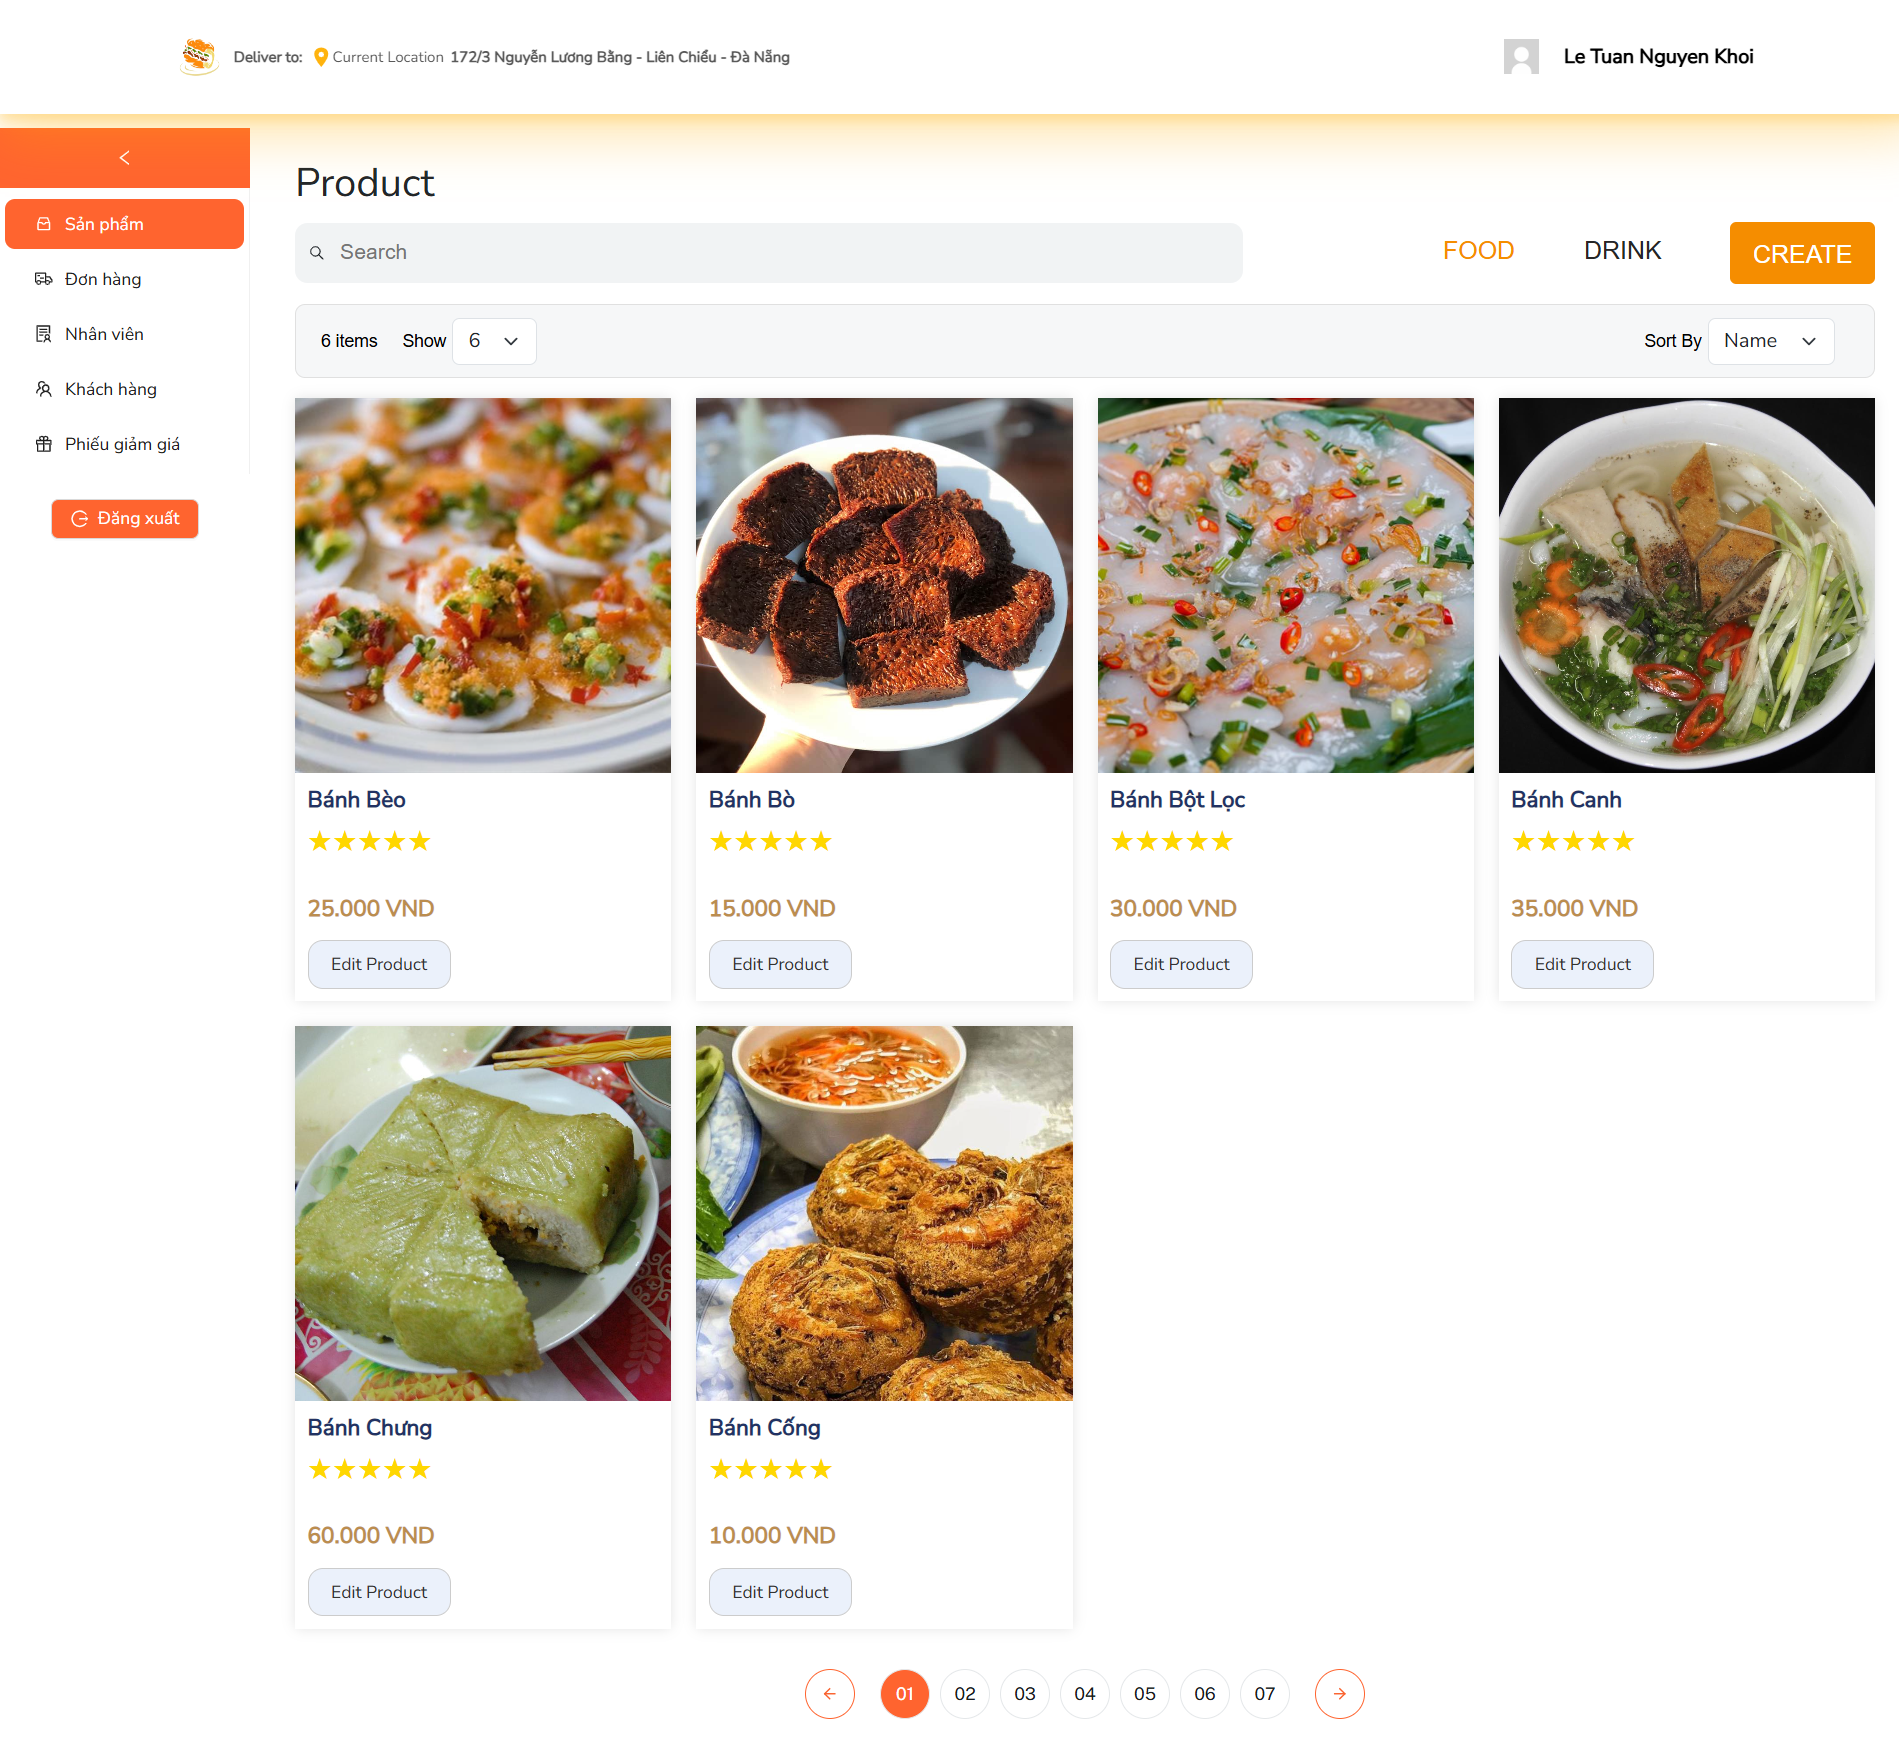 Deliver to: Current Location 172/3 Nguyễn Lương Bằng - Liên Chiểu - Đà Nẵng
Le Tuan Nguyen Khoi
Sản phẩm
Đơn hàng
Nhân viên
Khách hàng
Phiếu giảm giá
Đăng xuất
Product
Search
FOOD
DRINK
CREATE
6 items Show 6
Sort By Name
Bánh Bèo
★★★★★
25.000 VND
Edit Product
Bánh Bò
★★★★★
15.000 VND
Edit Product
Bánh Bột Lọc
★★★★★
30.000 VND
Edit Product
Bánh Canh
★★★★★
35.000 VND
Edit Product
Bánh Chưng
★★★★★
60.000 VND
Edit Product
Bánh Cống
★★★★★
10.000 VND
Edit Product
01 02 03 04 05 06 07